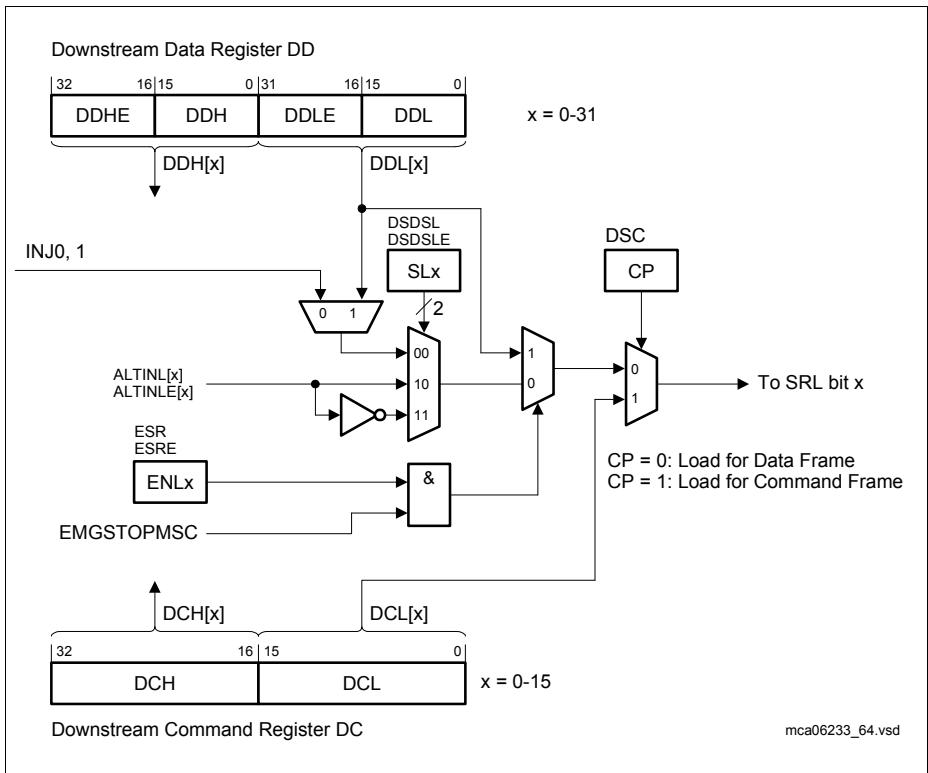 Downstream Data Register DD
32 16 15 0 31 16 15 0
DDHE DDH DDLE DDL x = 0-31
DDH[x] DDL[x]
INJ0, 1
DSDSL
DSDSLE
SLx
2
DSC
CP
0 1
00
10
11
1
0
0
1
ALTINL[x]
ALTINLE[x]
To SRL bit x
ESR
ESRE
ENLx
&
CP = 0: Load for Data Frame
CP = 1: Load for Command Frame
EMGSTOPMSC
DCH[x] DCL[x]
32 16 15 0
DCH DCL x = 0-15
Downstream Command Register DC
mca06233_64.vsd